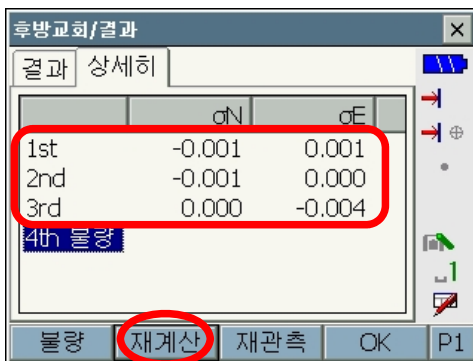 후방교회/결과
결과 상세히
σN σE
1st -0.001 0.001
2nd -0.001 0.000
3rd 0.000 -0.004
4th 불량
1
불량 재계산 재관측 OK P1